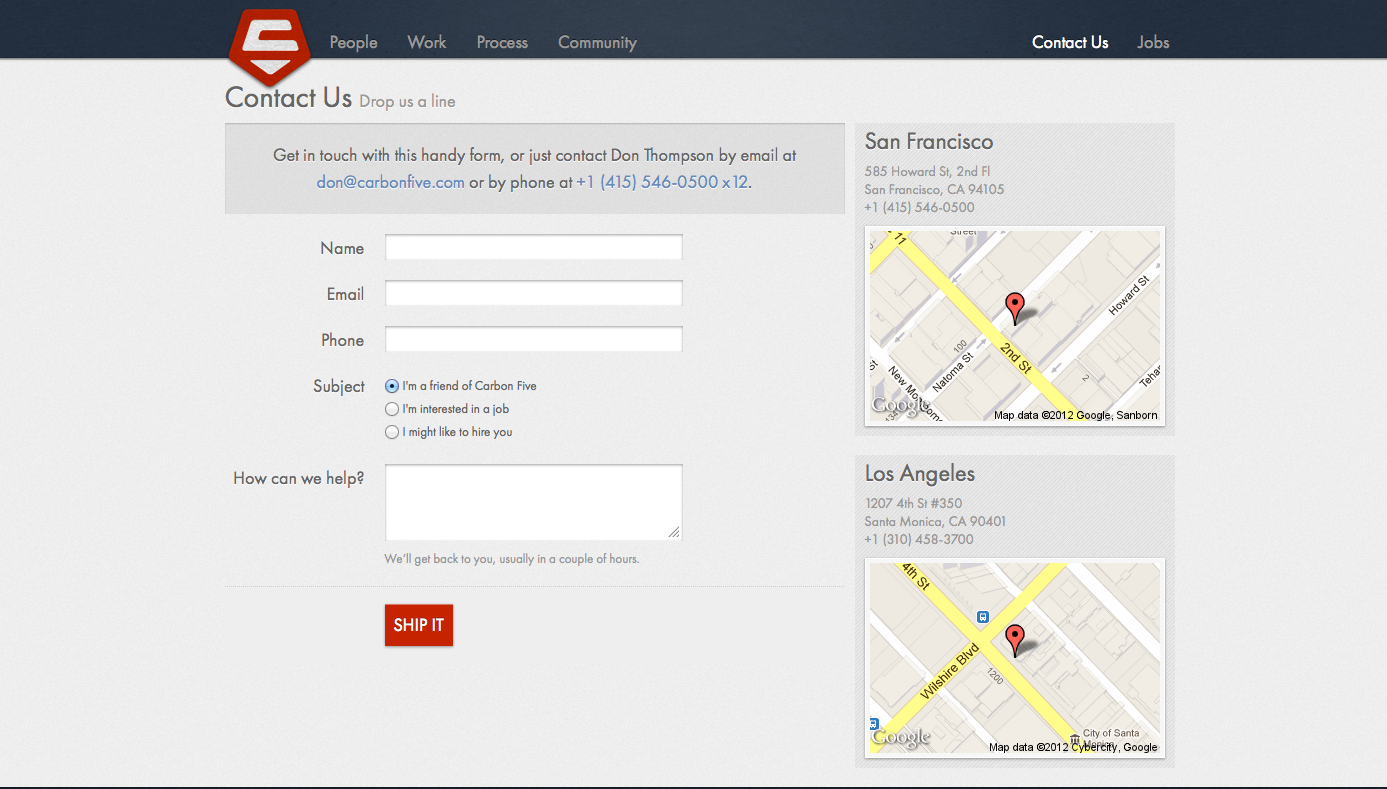 People Work Process Community Contact Us Jobs
Contact Us Drop us a line
Get in touch with this handy form, or just contact Don Thompson by email at
don@carbonfive.com or by phone at +1 (415) 546-0500 x12.
Name
Email
Phone
Subject
I'm a friend of Carbon Five
I'm interested in a job
I might like to hire you
How can we help?
We'll get back to you, usually in a couple of hours.
SHIP IT
San Francisco
585 Howard St, 2nd Fl
San Francisco, CA 94105
+1 (415) 546-0500
Street
11
Howard St
100
2nd St
Natoma St
2
New
Google
Map data ©2012 Google, Sanborn
Los Angeles
1207 4th St #350
Santa Monica, CA 90401
+1 (310) 458-3700
4th St
Wilshire Blvd
1200
City of Santa
Monica
Google
Map data ©2012 Cybercity, Google